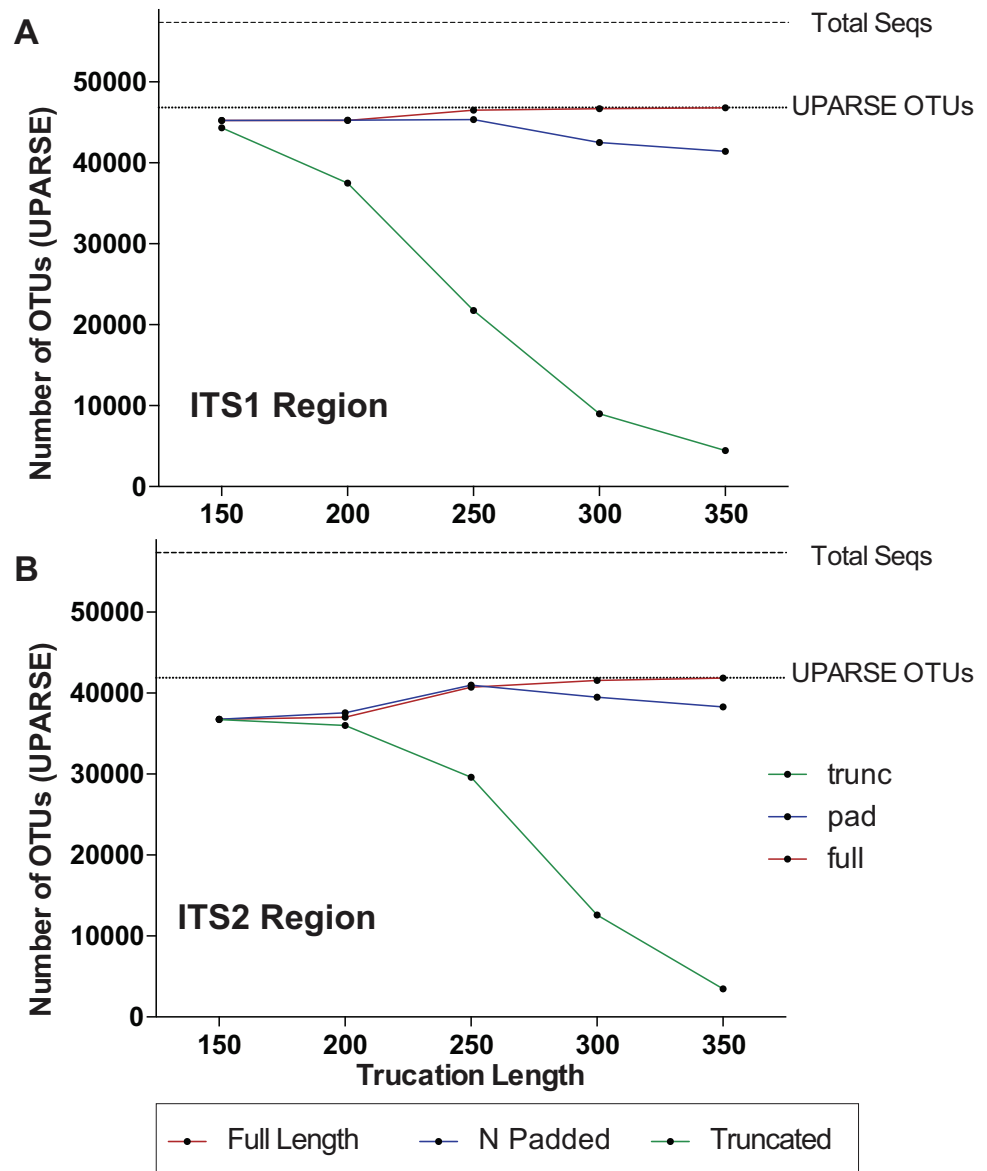 A
Total Seqs
UPARSE OTUs
Number of OTUs (UPARSE)
50000
40000
30000
20000
10000
0
ITS1 Region
150 200 250 300 350
B
Total Seqs
UPARSE OTUs
Number of OTUs (UPARSE)
50000
40000
30000
20000
10000
0
trunc
pad
full
ITS2 Region
150 200 250 300 350
Trucation Length
Full Length N Padded Truncated